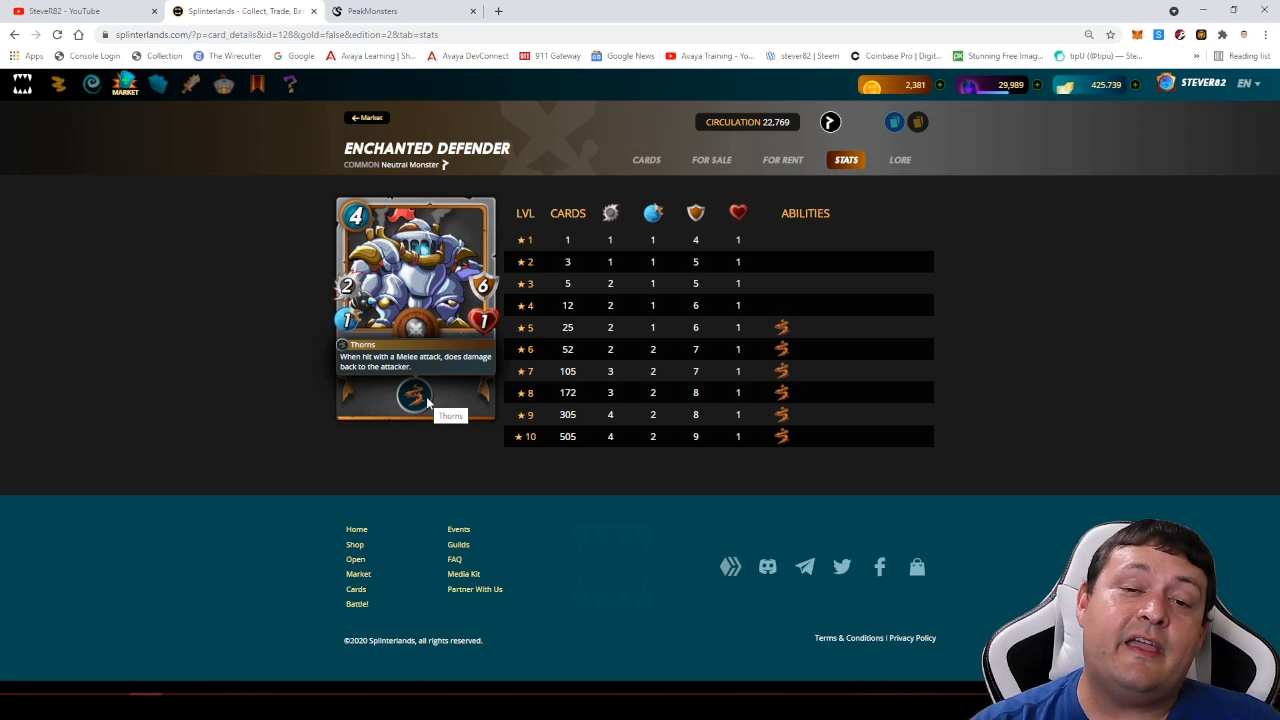 SteveR82 - YouTube
Splinterlands - Collect, Trade, Ba
PeakMonsters
splinterlands.com/?p=card_details&id=128&gold=false&edition=2&tab=stats
Apps
Console Login
Collection
The Wirecutter
Google
Avaya Learning | Sh...
Avaya DevConnect
911 Gateway
Google News
Avaya Training - You...
stever82 | Steem
Coinbase Pro | Digit...
Stunning Free Imag...
tipU (@tipu) — Ste...
»
Reading list
MARKET
2,381
29,989
425.739
STEVER82
EN
Market
CIRCULATION 22,769
ENCHANTED DEFENDER
COMMON Neutral Monster
CARDS
FOR SALE
FOR RENT
STATS
LORE
4
2
6
1
1
Thorns
When hit with a Melee attack, does damage
back to the attacker.
Thorns
LVL CARDS ABILITIES
1 1 1 1 4 1
2 3 1 1 5 1
3 5 2 1 5 1
4 12 2 1 6 1
5 25 2 1 6 1
6 52 2 2 7 1
7 105 3 2 7 1
8 172 3 2 8 1
9 305 4 2 8 1
10 505 4 2 9 1
Home
Shop
Open
Market
Cards
Battle!
Events
Guilds
FAQ
Media Kit
Partner With Us
©2020 Splinterlands, all rights reserved.
Terms & Conditions | Privacy Policy